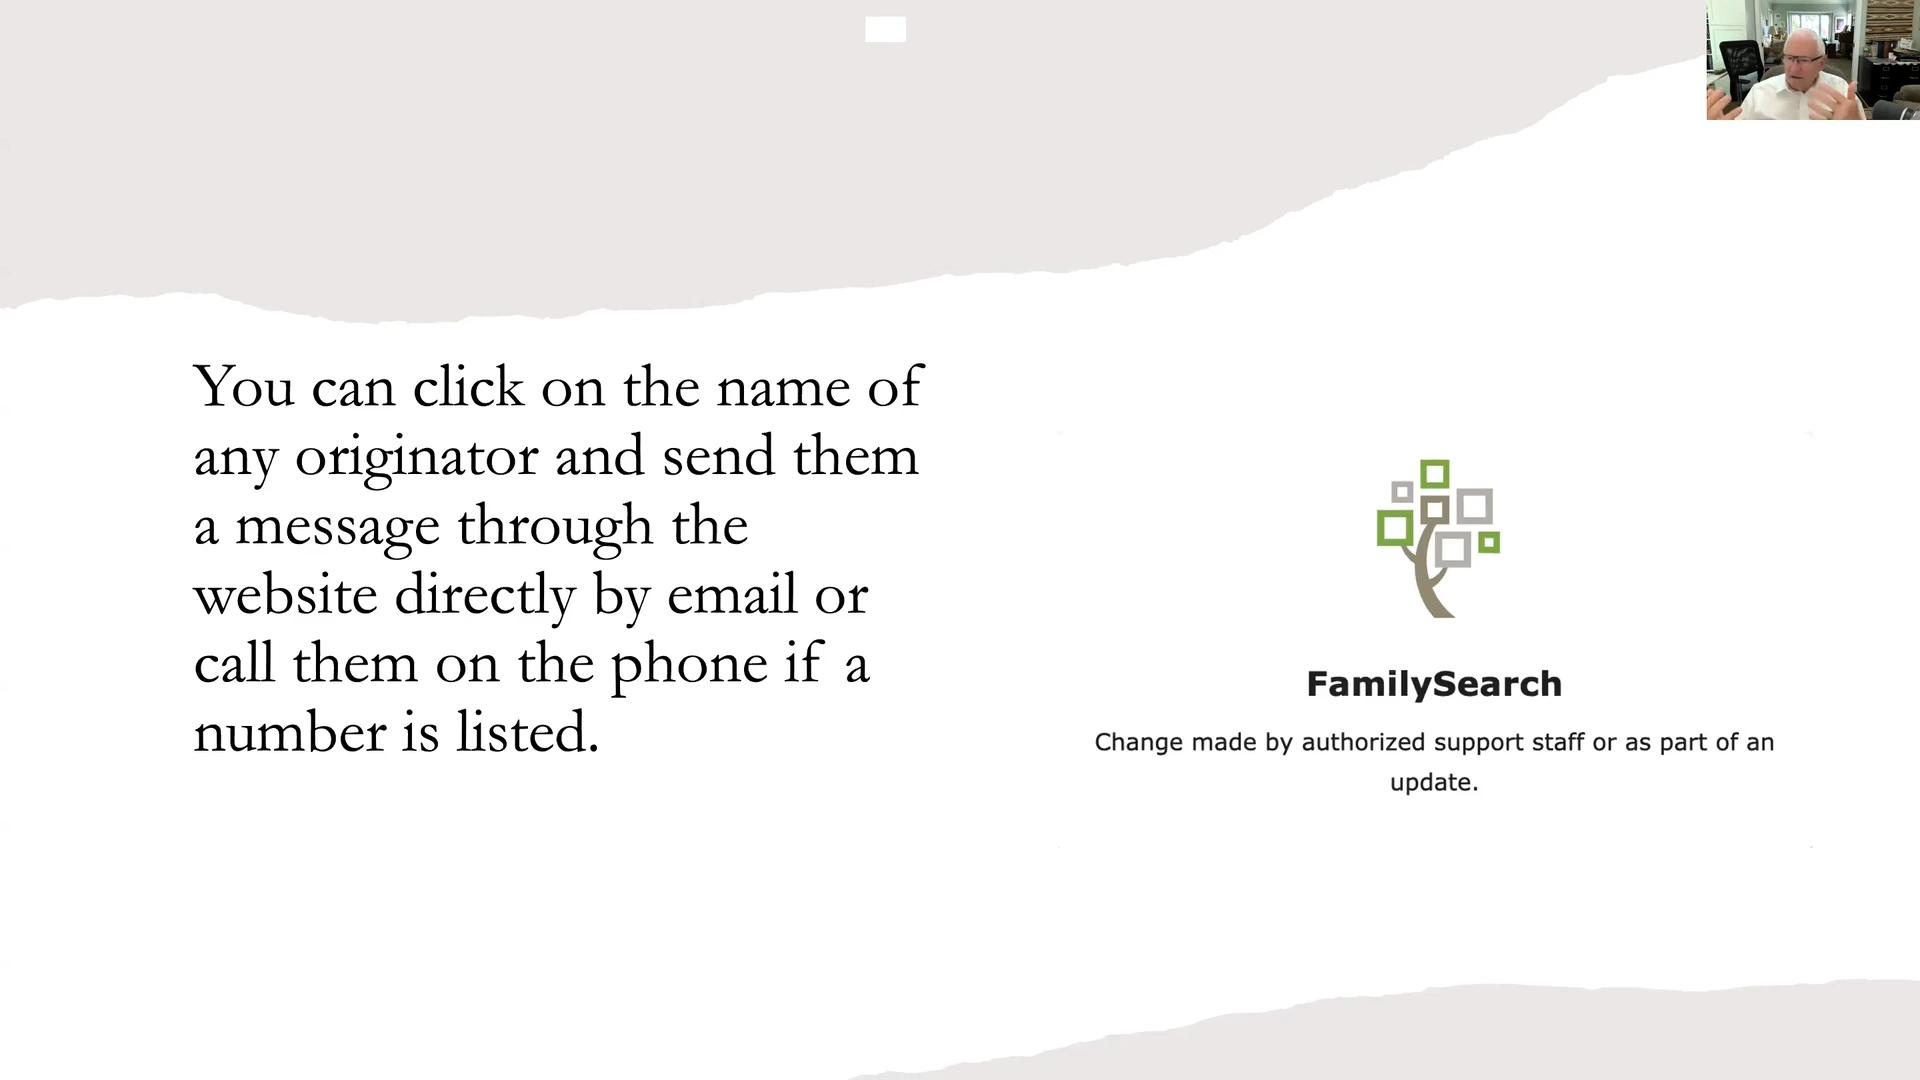 You can click on the name of
any originator and send them
a message through the
website directly by email or
call them on the phone if a
number is listed.
FamilySearch
Change made by authorized support staff or as part of an
update.